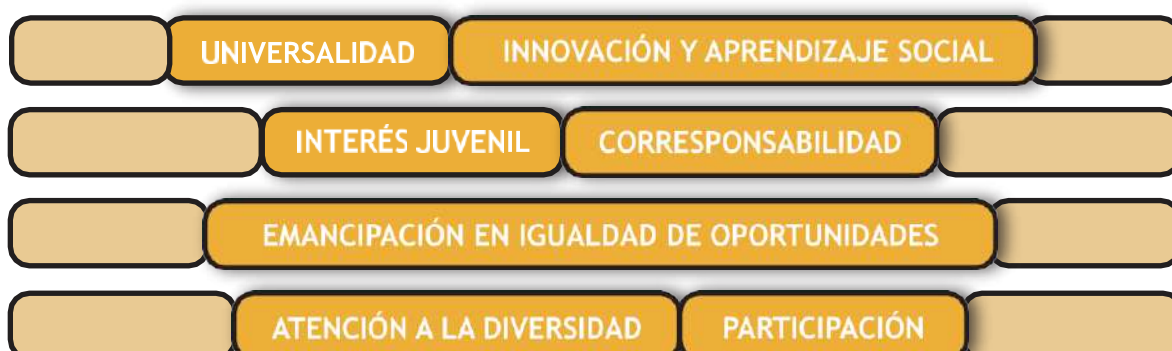 UNIVERSALIDAD INNOVACIÓN Y APRENDIZAJE SOCIAL
INTERÉS JUVENIL CORRESPONSABILIDAD
EMANCIPACIÓN EN IGUALDAD DE OPORTUNIDADES
ATENCIÓN A LA DIVERSIDAD PARTICIPACIÓN